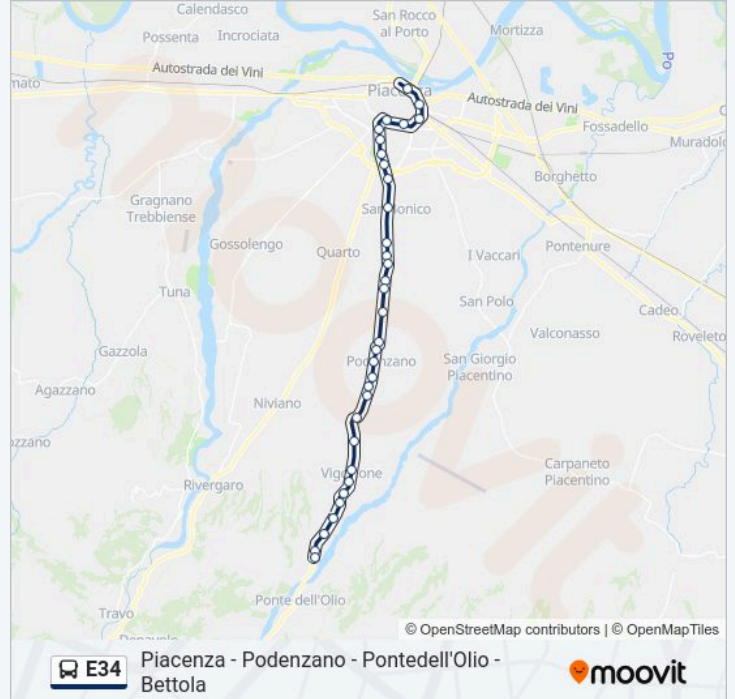 Calendasco
San Rocco
al Porto
Possenta
Incrociata
Mortizza
Po
Autostrada dei Vini
mato
Piacenza
Autostrada dei Vini
Fossadello
Muradolo
Borghetto
Gragnano
Trebbiense
San Bonico
Gossolengo
Quarto
I Vaccari
Pontenure
Tuna
San Polo
Cadeo
Valconasso
Roveleto
Gazzola
Podenzano
San Giorgio
Piacentino
Agazzano
Niviano
zzano
Carpaneto
Piacentino
Vigolzone
Rivergaro
Ponte dell'Olio
Travo
© OpenStreetMap contributors | © OpenMapTiles
E34
Piacenza - Podenzano - Pontedell'Olio -
Bettola
moovit
moovit